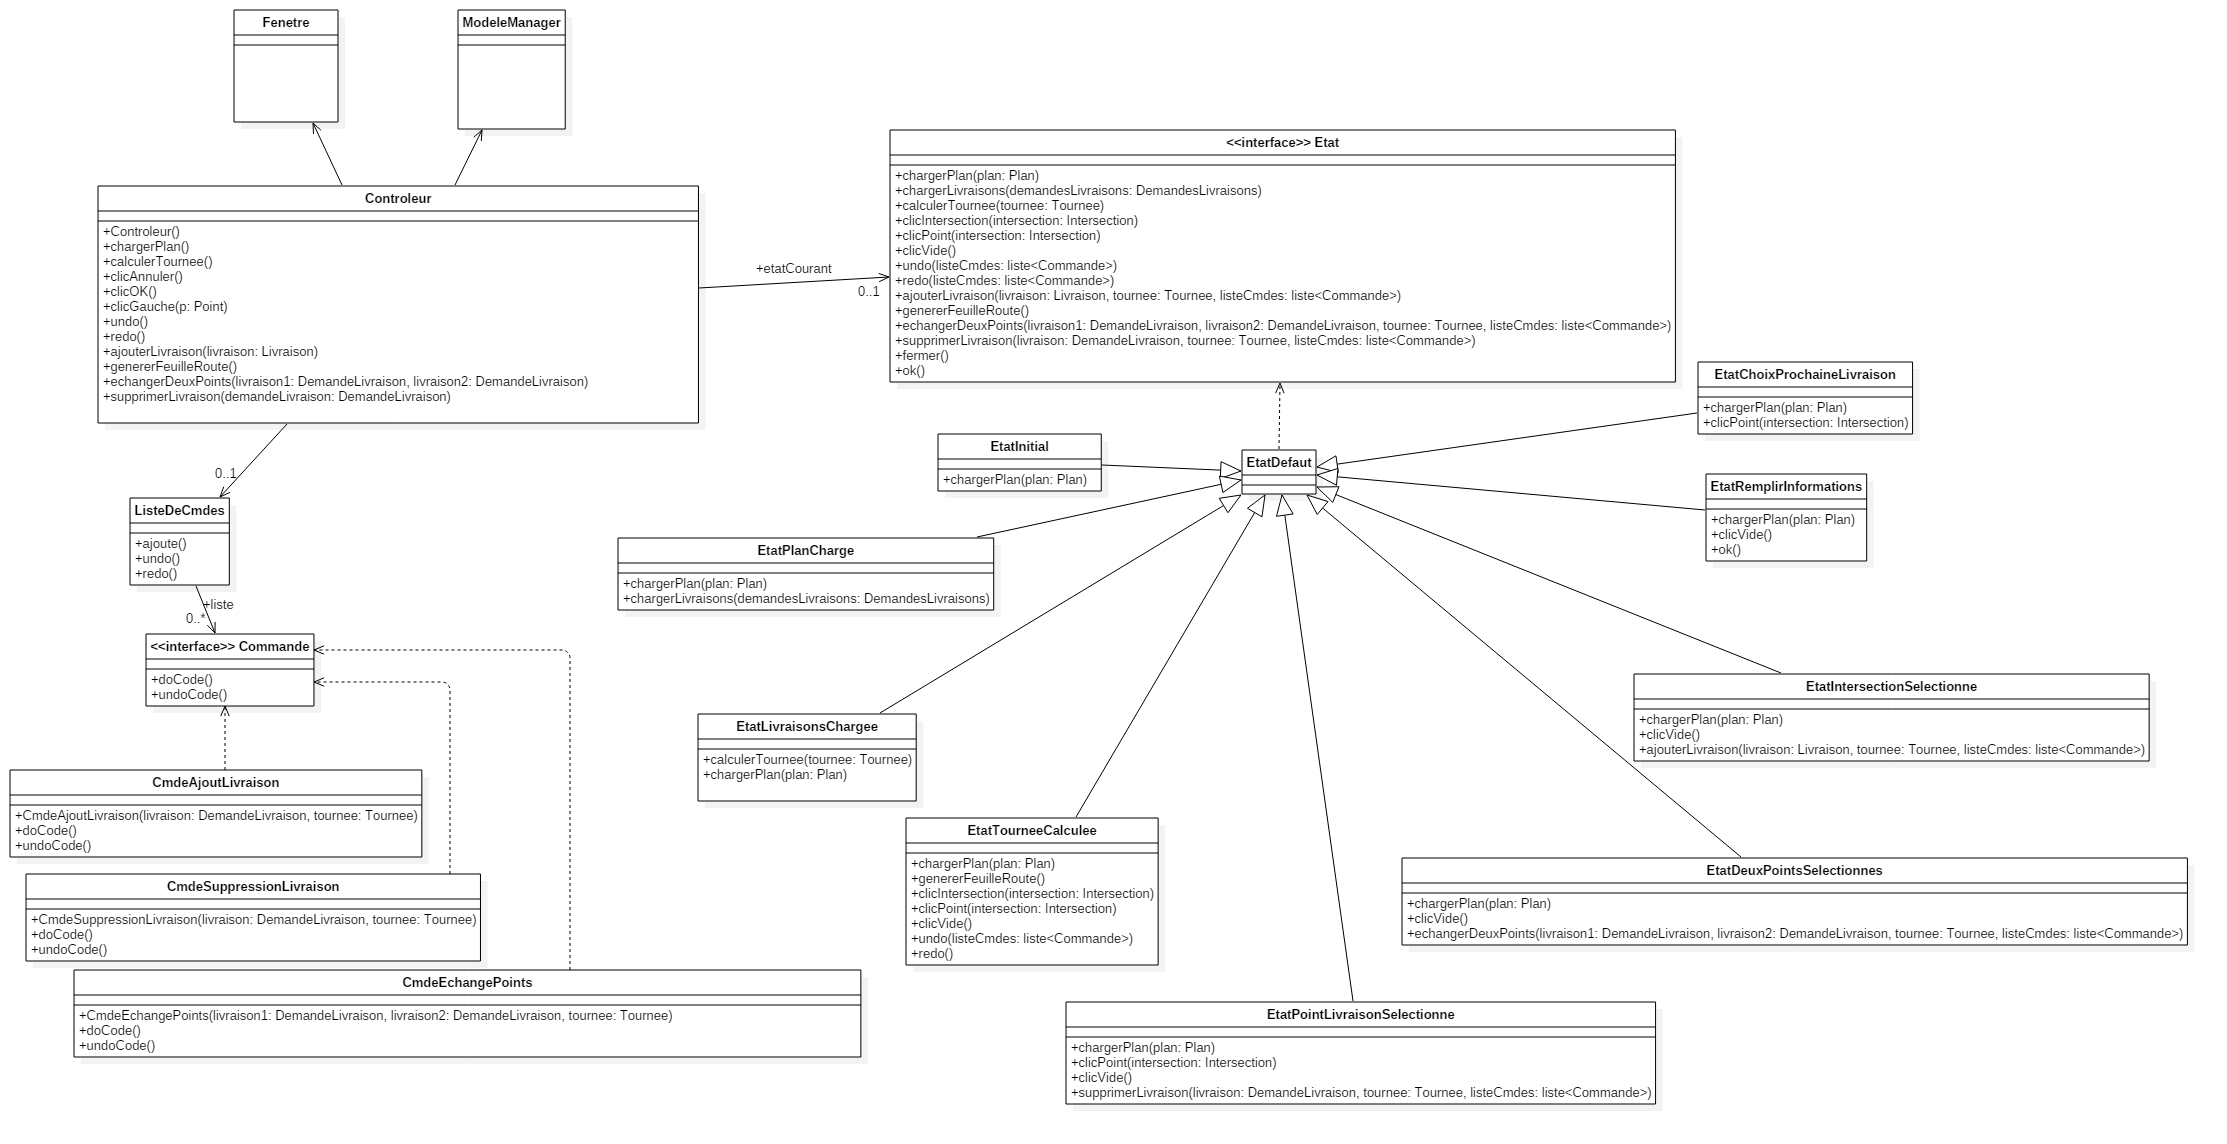 Fenetre
ModeleManager
Controleur
+Controleur()
+chargerPlan()
+calculerTournee()
+clicAnnuler()
+clicOK()
+clicGauche(p: Point)
+undo()
+redo()
+ajouterLivraison(livraison: Livraison)
+genererFeuilleRoute()
+echangerDeuxPoints(livraison1: DemandeLivraison, livraison2: DemandeLivraison)
+supprimerLivraison(demandeLivraison: DemandeLivraison)
+etatCourant
0..1
<<interface>> Etat
+chargerPlan(plan: Plan)
+chargerLivraisons(demandesLivraisons: DemandesLivraisons)
+calculerTournee(tournee: Tournee)
+clicIntersection(intersection: Intersection)
+clicPoint(intersection: Intersection)
+clicVide()
+undo(listeCmdes: liste<Commande>)
+redo(listeCmdes: liste<Commande>)
+ajouterLivraison(livraison: Livraison, tournee: Tournee, listeCmdes: liste<Commande>)
+genererFeuilleRoute()
+echangerDeuxPoints(livraison1: DemandeLivraison, livraison2: DemandeLivraison, tournee: Tournee, listeCmdes: liste<Commande>)
+supprimerLivraison(livraison: DemandeLivraison, tournee: Tournee, listeCmdes: liste<Commande>)
+fermer()
+ok()
EtatChoixProchaineLivraison
+chargerPlan(plan: Plan)
+clicPoint(intersection: Intersection)
EtatInitial
+chargerPlan(plan: Plan)
EtatDefaut
EtatRemplirInformations
+chargerPlan(plan: Plan)
+clicVide()
+ok()
0..1
ListeDeCmdes
+ajoute()
+undo()
+redo()
+liste
0..*
EtatPlanCharge
+chargerPlan(plan: Plan)
+chargerLivraisons(demandesLivraisons: DemandesLivraisons)
<<interface>> Commande
+doCode()
+undoCode()
EtatIntersectionSelectionne
+chargerPlan(plan: Plan)
+clicVide()
+ajouterLivraison(livraison: Livraison, tournee: Tournee, listeCmdes: liste<Commande>)
EtatLivraisonsChargee
+calculerTournee(tournee: Tournee)
+chargerPlan(plan: Plan)
CmdeAjoutLivraison
+CmdeAjoutLivraison(livraison: DemandeLivraison, tournee: Tournee)
+doCode()
+undoCode()
EtatTourneeCalculee
+chargerPlan(plan: Plan)
+genererFeuilleRoute()
+clicIntersection(intersection: Intersection)
+clicPoint(intersection: Intersection)
+clicVide()
+undo(listeCmdes: liste<Commande>)
+redo()
EtatDeuxPointsSelectionnes
+chargerPlan(plan: Plan)
+clicVide()
+echangerDeuxPoints(livraison1: DemandeLivraison, livraison2: DemandeLivraison, tournee: Tournee, listeCmdes: liste<Commande>)
CmdeSuppressionLivraison
+CmdeSuppressionLivraison(livraison: DemandeLivraison, tournee: Tournee)
+doCode()
+undoCode()
CmdeEchangePoints
+CmdeEchangePoints(livraison1: DemandeLivraison, livraison2: DemandeLivraison, tournee: Tournee)
+doCode()
+undoCode()
EtatPointLivraisonSelectionne
+chargerPlan(plan: Plan)
+clicPoint(intersection: Intersection)
+clicVide()
+supprimerLivraison(livraison: DemandeLivraison, tournee: Tournee, listeCmdes: liste<Commande>)